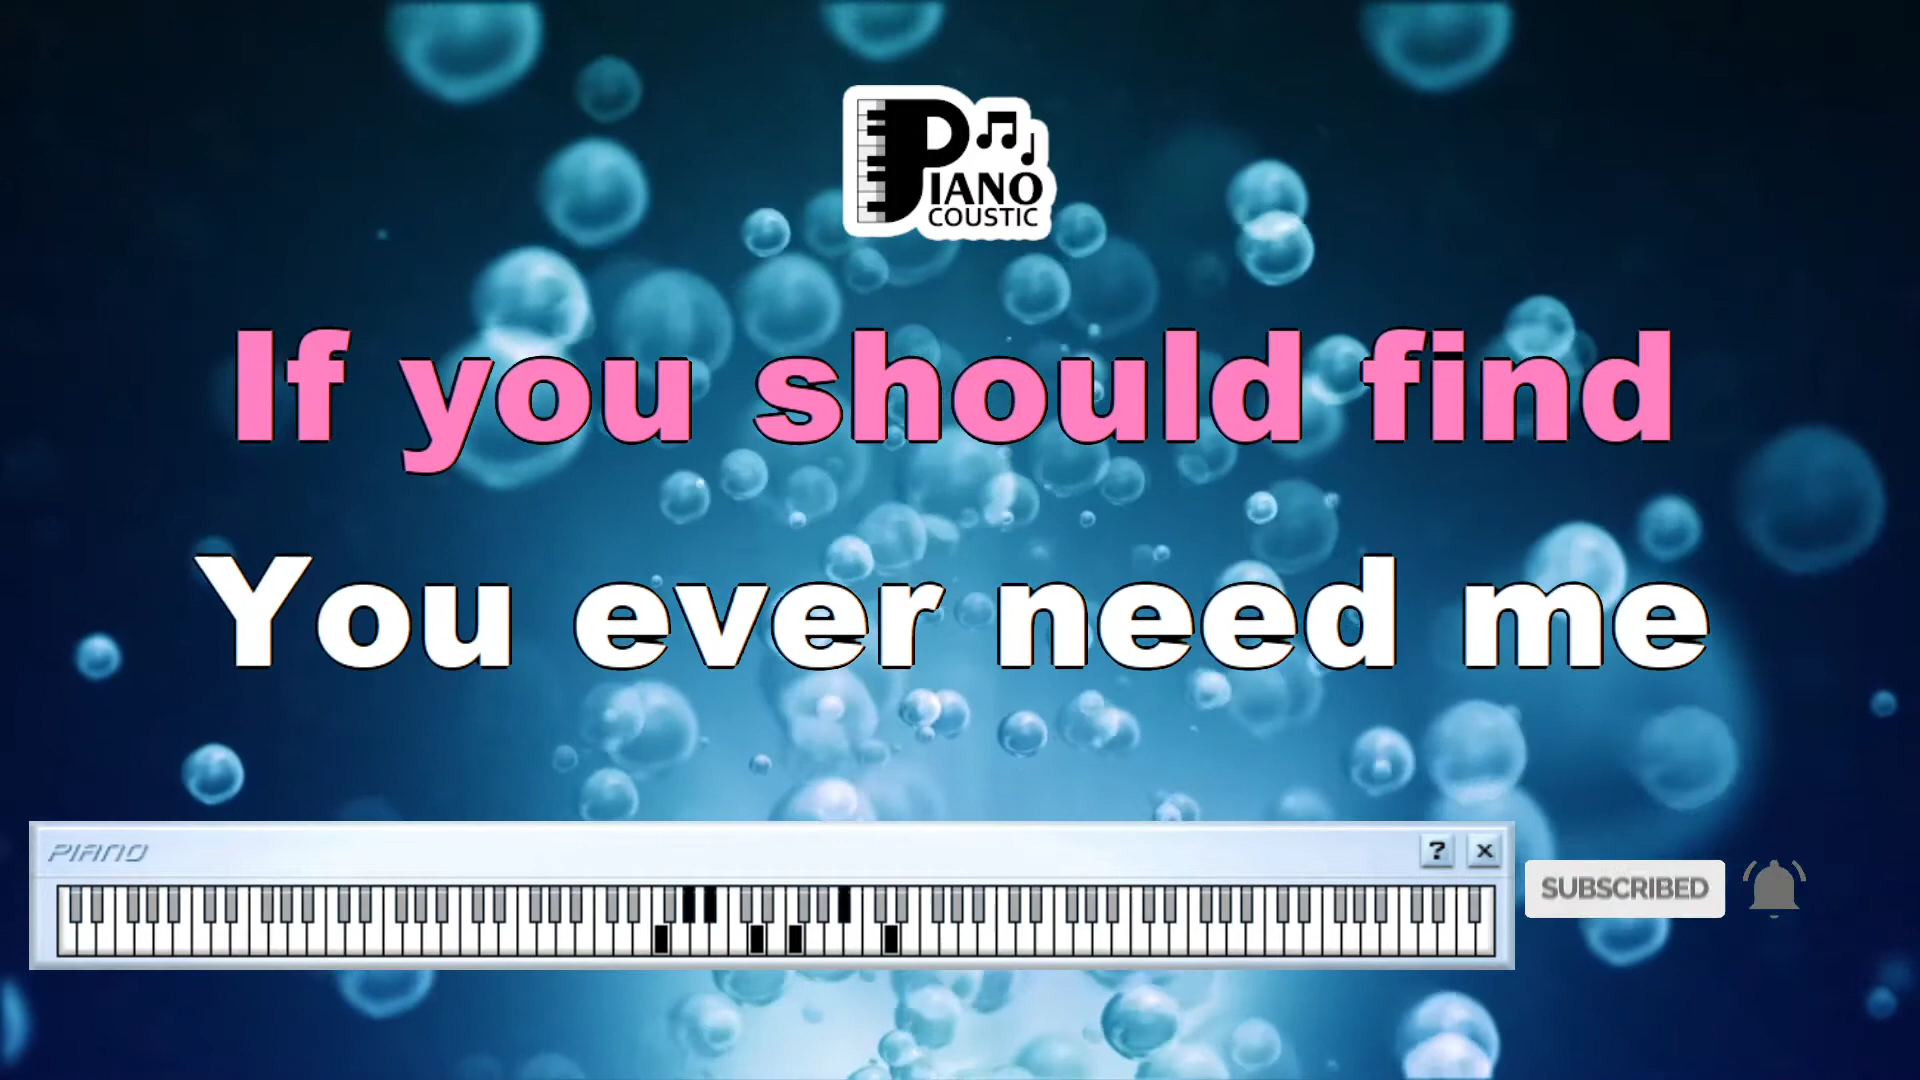 PIANO
COUSTIC
If you should find
You ever need me
PIANO
? X
SUBSCRIBED